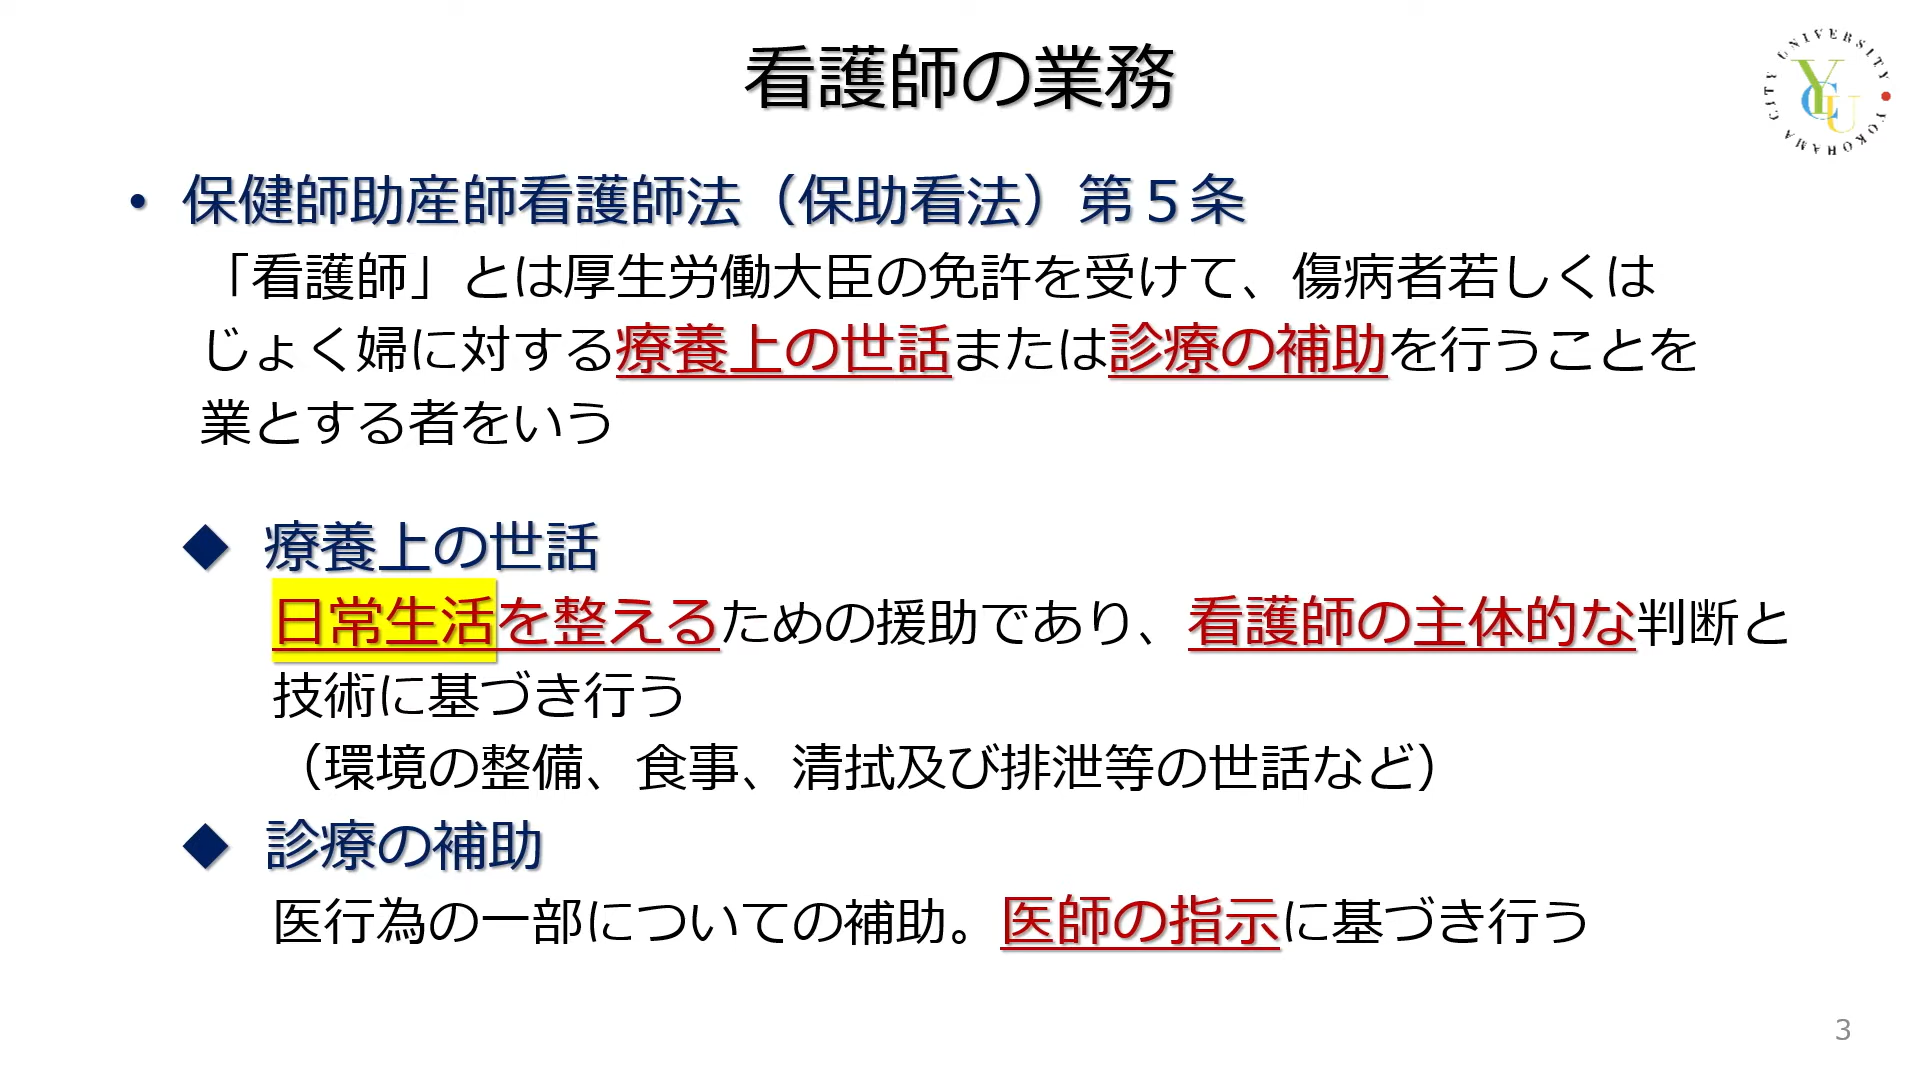 看護師の業務
YOKOHAMA CITY UNIVERSITY
YCU
• 保健師助産師看護師法（保助看法）第５条
「看護師」とは厚生労働大臣の免許を受けて、傷病者若しくは
じょく婦に対する療養上の世話または診療の補助を行うことを
業とする者をいう
◆ 療養上の世話
日常生活を整えるための援助であり、看護師の主体的な判断と
技術に基づき行う
（環境の整備、食事、清拭及び排泄等の世話など）
◆ 診療の補助
医行為の一部についての補助。医師の指示に基づき行う
3